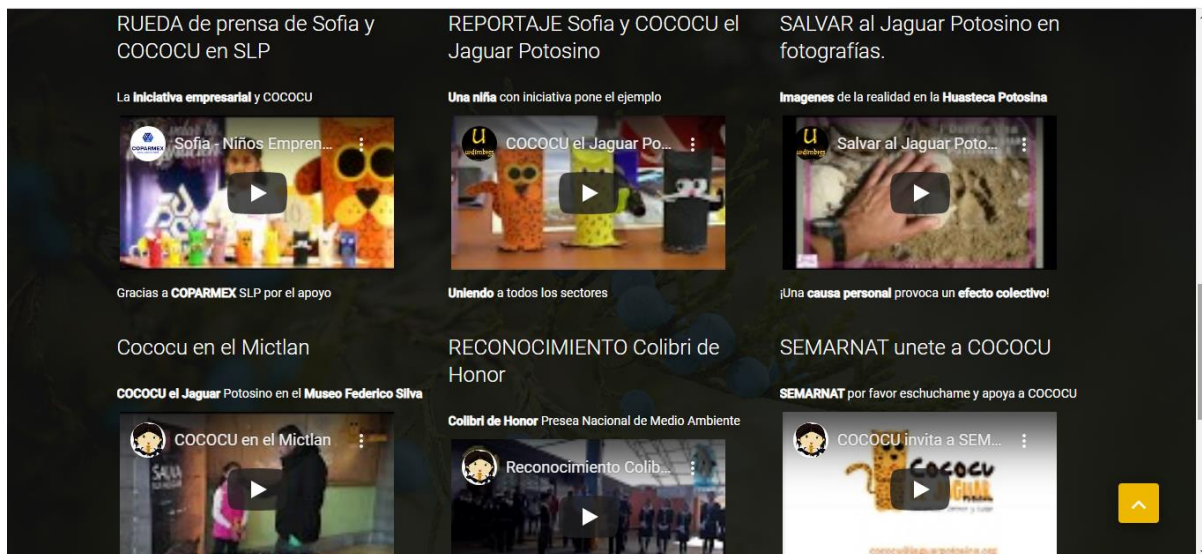 RUEDA de prensa de Sofia y
COCOCU en SLP
La Iniciativa empresarial y COCOCU
COPARMEX
Sofia - Niños Empren...
Gracias a COPARMEX SLP por el apoyo
REPORTAJE Sofia y COCOCU el
Jaguar Potosino
Una niña con iniciativa pone el ejemplo
COCOCU el Jaguar Po...
Uniendo a todos los sectores
SALVAR al Jaguar Potosino en
fotografías.
Imagenes de la realidad en la Huasteca Potosina
Salvar al Jaguar Poto...
¡Una causa personal provoca un efecto colectivo!
Cococu en el Mictlan
COCOCU el Jaguar Potosino en el Museo Federico Silva
COCOCU en el Mictlan
RECONOCIMIENTO Colibri de
Honor
Colibri de Honor Presea Nacional de Medio Ambiente
Reconocimiento Colib...
SEMARNAT unete a COCOCU
SEMARNAT por favor eschuchame y apoya a COCOCU
COCOCU invita a SEM...
COCOCU